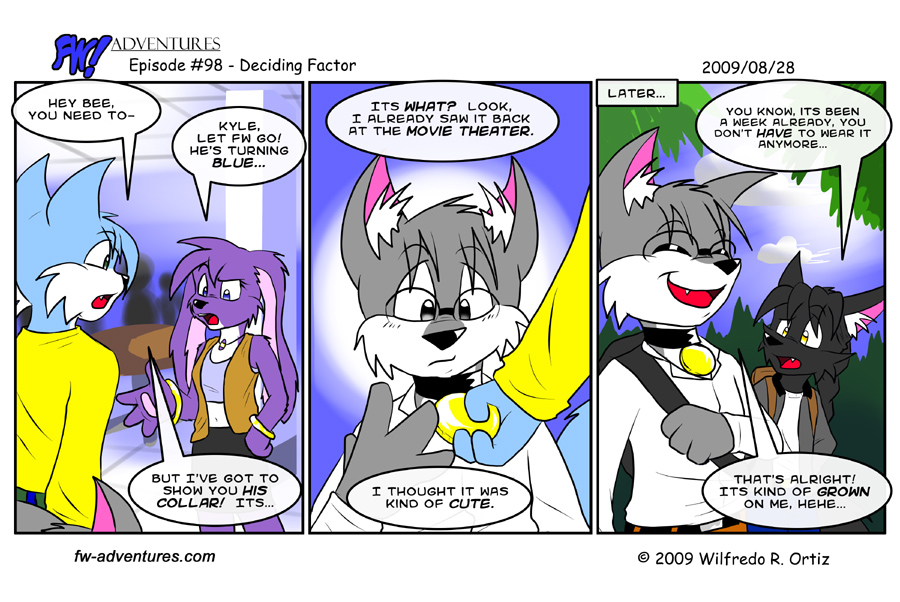 FW! ADVENTURES
Episode #98 - Deciding Factor
2009/08/28
HEY BEE,
YOU NEED TO-
KYLE,
LET FW GO!
HE'S TURNING
BLUE...
BUT I'VE GOT TO
SHOW YOU HIS
COLLAR! ITS...
ITS WHAT? LOOK,
I ALREADY SAW IT BACK
AT THE MOVIE THEATER.
I THOUGHT IT WAS
KIND OF CUTE.
LATER...
YOU KNOW, ITS BEEN
A WEEK ALREADY, YOU
DON'T HAVE TO WEAR IT
ANYMORE...
THAT'S ALRIGHT!
ITS KIND OF GROWN
ON ME, HEHE...
fw-adventures.com
© 2009 Wilfredo R. Ortiz